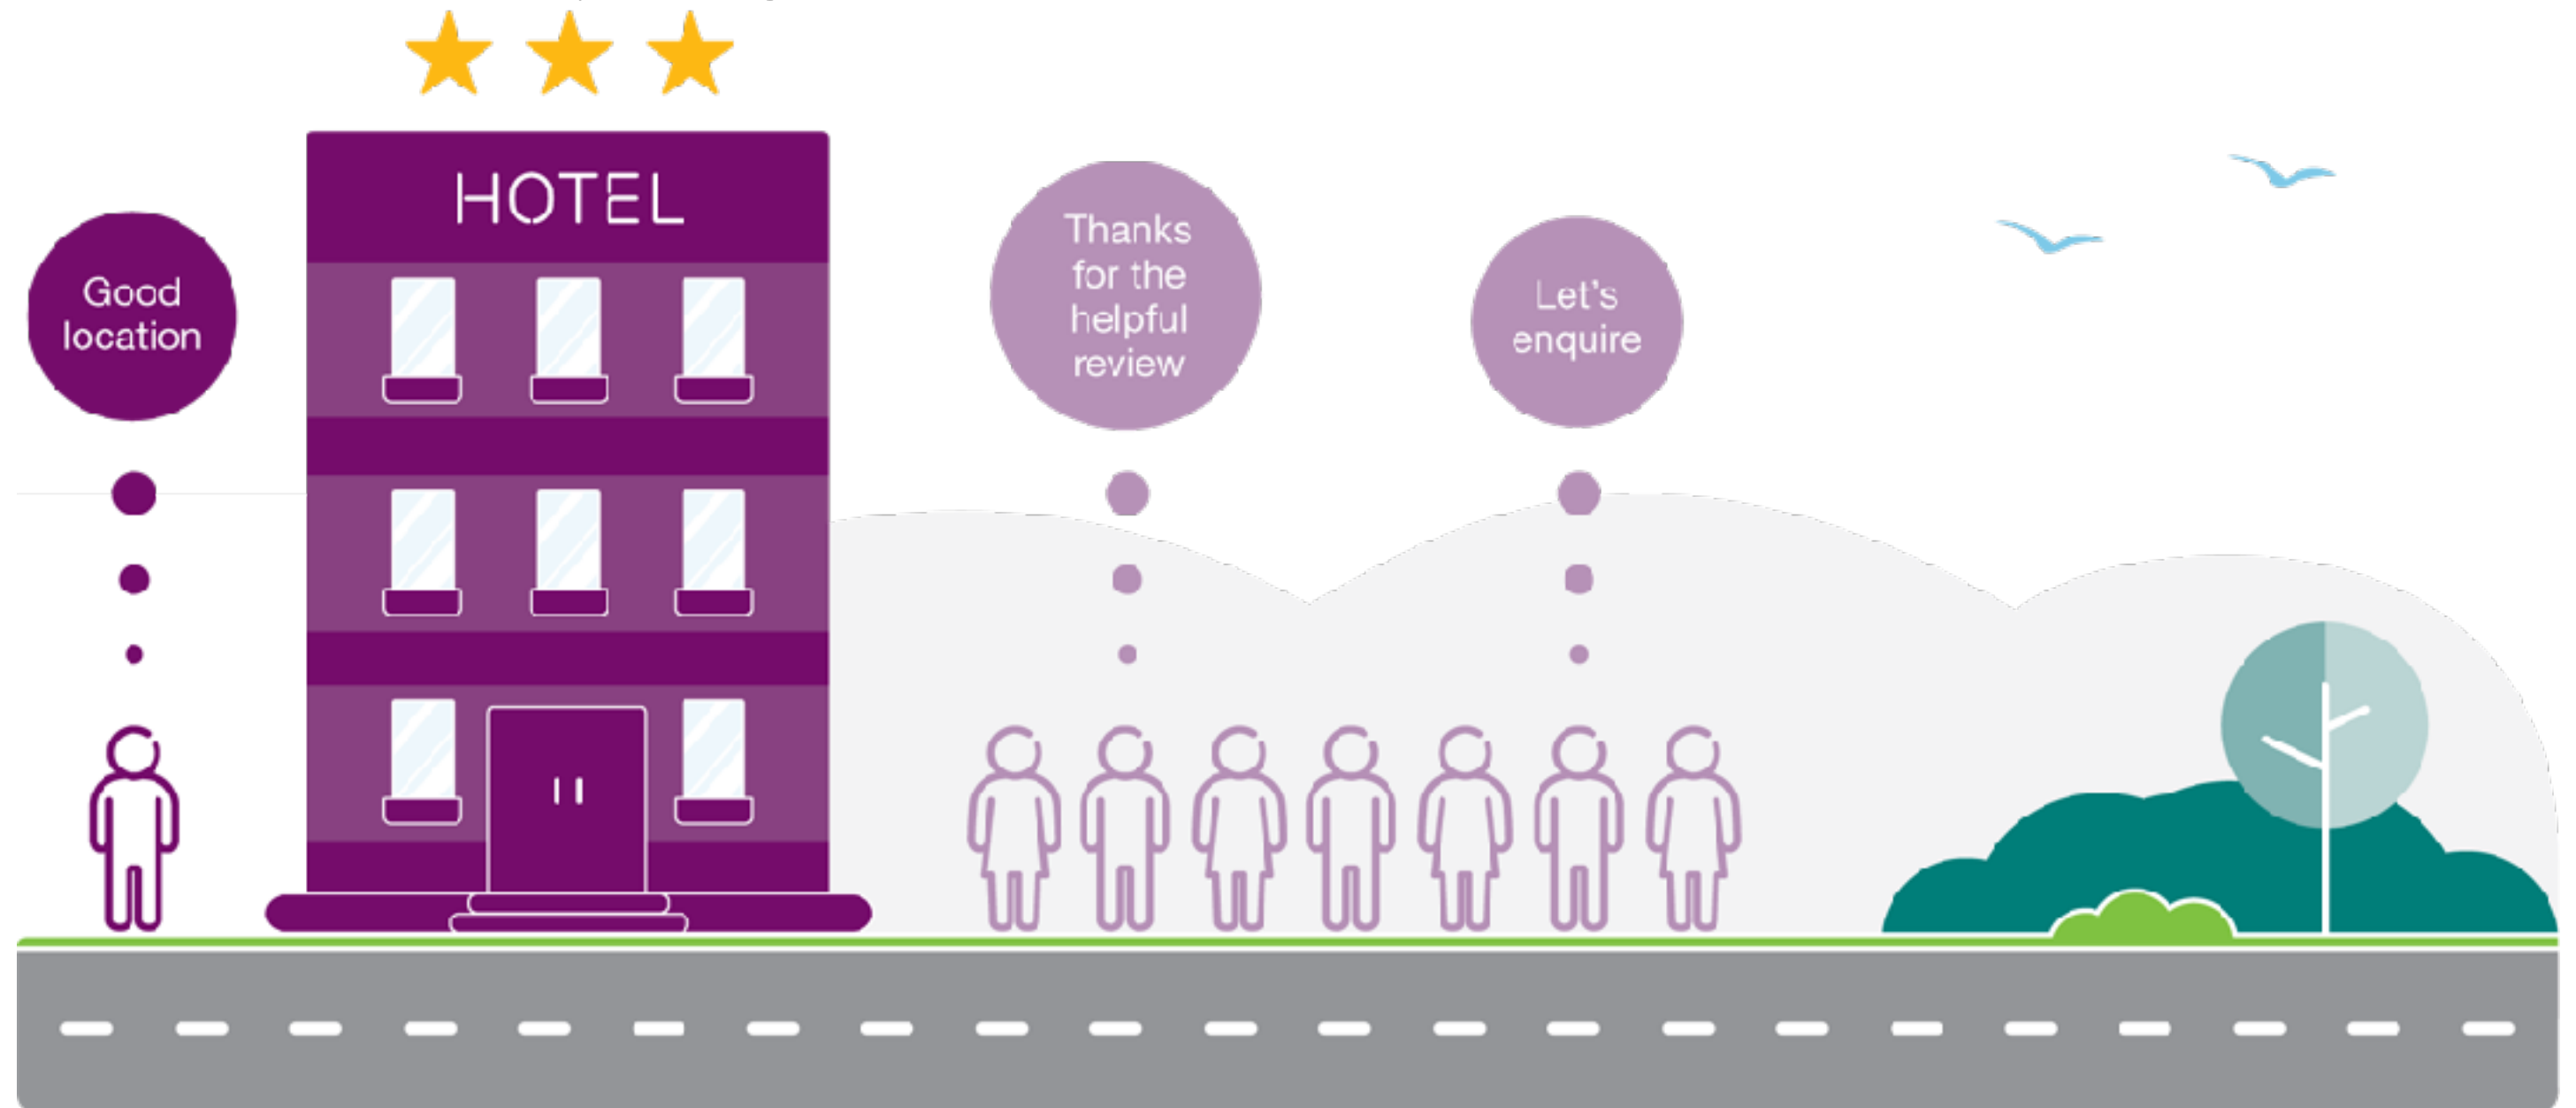 HOTEL
Good
location
Thanks
for the
helpful
review
Let's
enquire